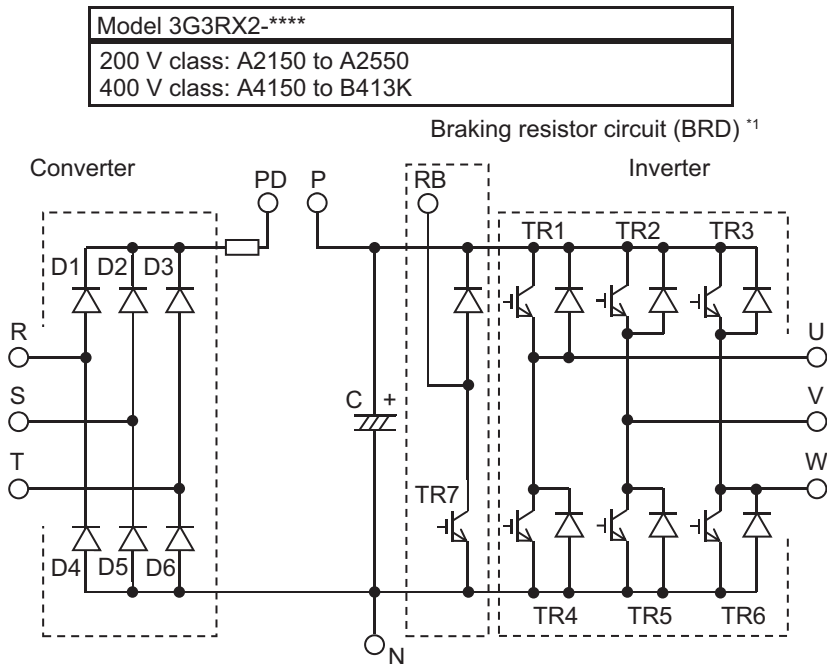 Model 3G3RX2-****
200 V class: A2150 to A2550
400 V class: A4150 to B413K
Braking resistor circuit (BRD) *1
Converter
Inverter
PD
P
RB
TR1
TR2
TR3
D1
D2
D3
R
U
S
C
+
V
T
W
TR7
D4
D5
D6
TR4
TR5
TR6
N